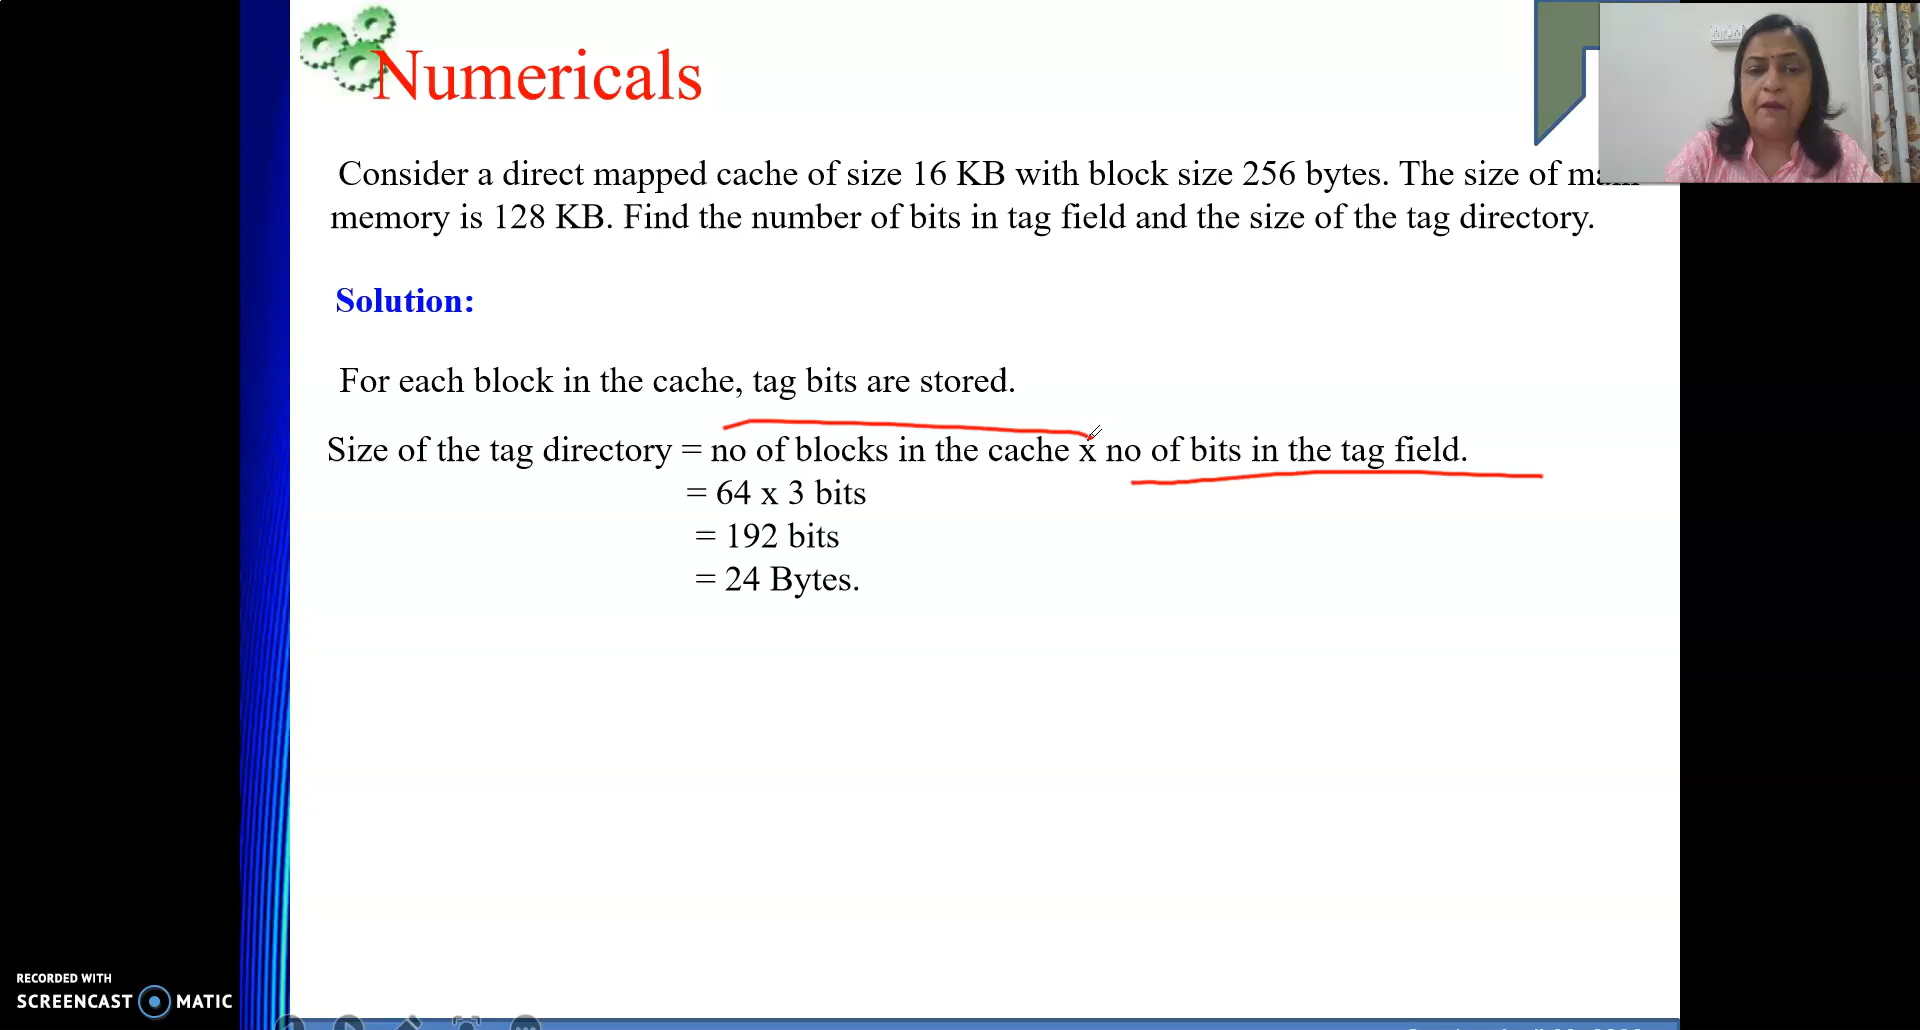 Numericals
Consider a direct mapped cache of size 16 KB with block size 256 bytes. The size of main
memory is 128 KB. Find the number of bits in tag field and the size of the tag directory.
Solution:
For each block in the cache, tag bits are stored.
Size of the tag directory = no of blocks in the cache x no of bits in the tag field.
= 64 x 3 bits
= 192 bits
= 24 Bytes.
RECORDED WITH
SCREENCAST MATIC